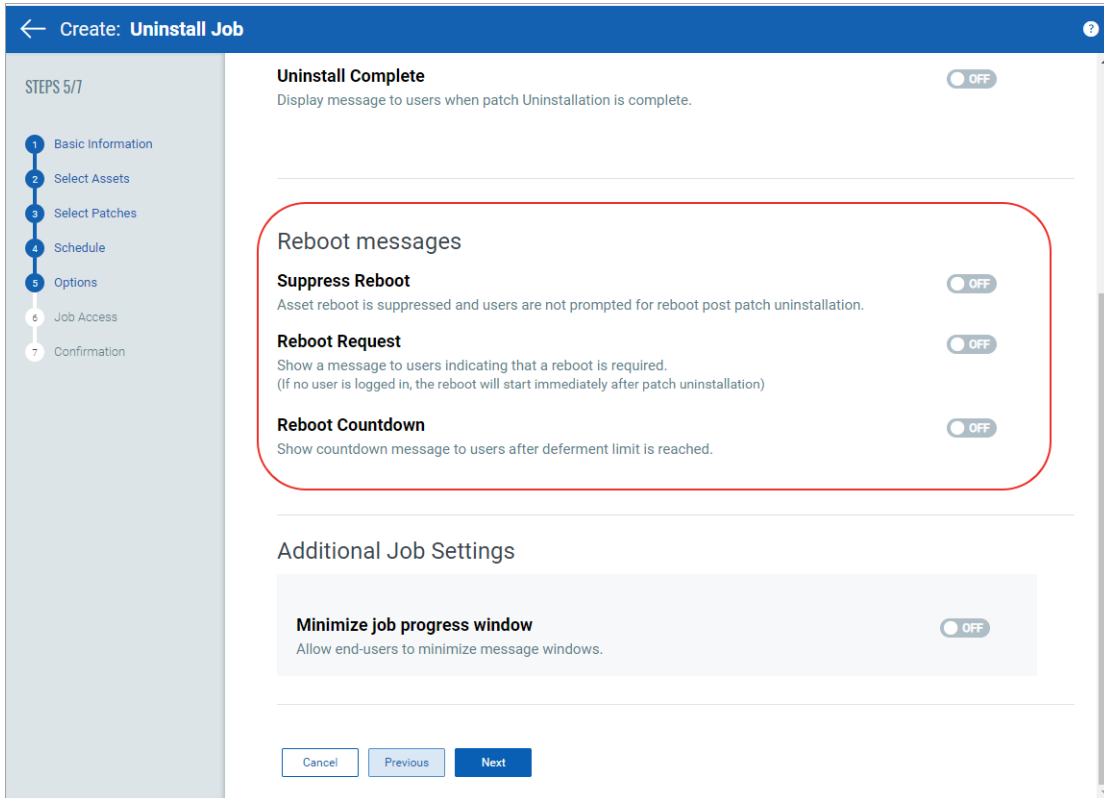 Create: Uninstall Job
?
STEPS 5/7
1 Basic Information
2 Select Assets
3 Select Patches
4 Schedule
5 Options
6 Job Access
7 Confirmation
Uninstall Complete
OFF
Display message to users when patch Uninstallation is complete.
Reboot messages
Suppress Reboot
OFF
Asset reboot is suppressed and users are not prompted for reboot post patch uninstallation.
Reboot Request
OFF
Show a message to users indicating that a reboot is required.
(If no user is logged in, the reboot will start immediately after patch uninstallation)
Reboot Countdown
OFF
Show countdown message to users after deferment limit is reached.
Additional Job Settings
Minimize job progress window
OFF
Allow end-users to minimize message windows.
Cancel Previous Next